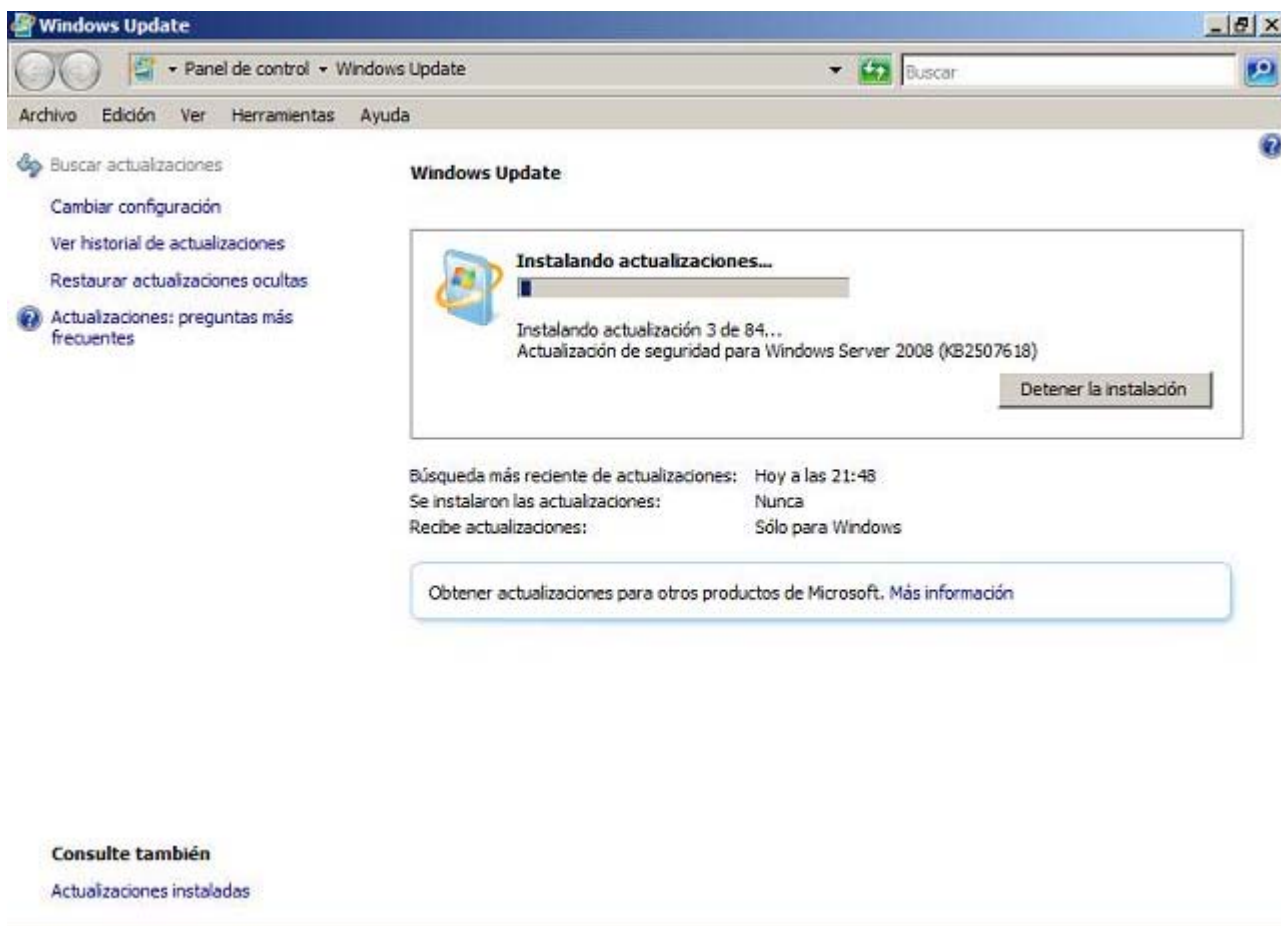 Windows Update
Panel de control Windows Update
Buscar
Archivo Edición Ver Herramientas Ayuda
Buscar actualizaciones
Cambiar configuración
Ver historial de actualizaciones
Restaurar actualizaciones ocultas
Actualizaciones: preguntas más
frecuentes
Windows Update
Instalando actualizaciones...
Instalando actualización 3 de 84...
Actualización de seguridad para Windows Server 2008 (KB2507618)
Detener la instalación
Búsqueda más reciente de actualizaciones: Hoy a las 21:48
Se instalaron las actualizaciones: Nunca
Recibe actualizaciones: Sólo para Windows
Obtener actualizaciones para otros productos de Microsoft. Más información
Consulte también
Actualizaciones instaladas